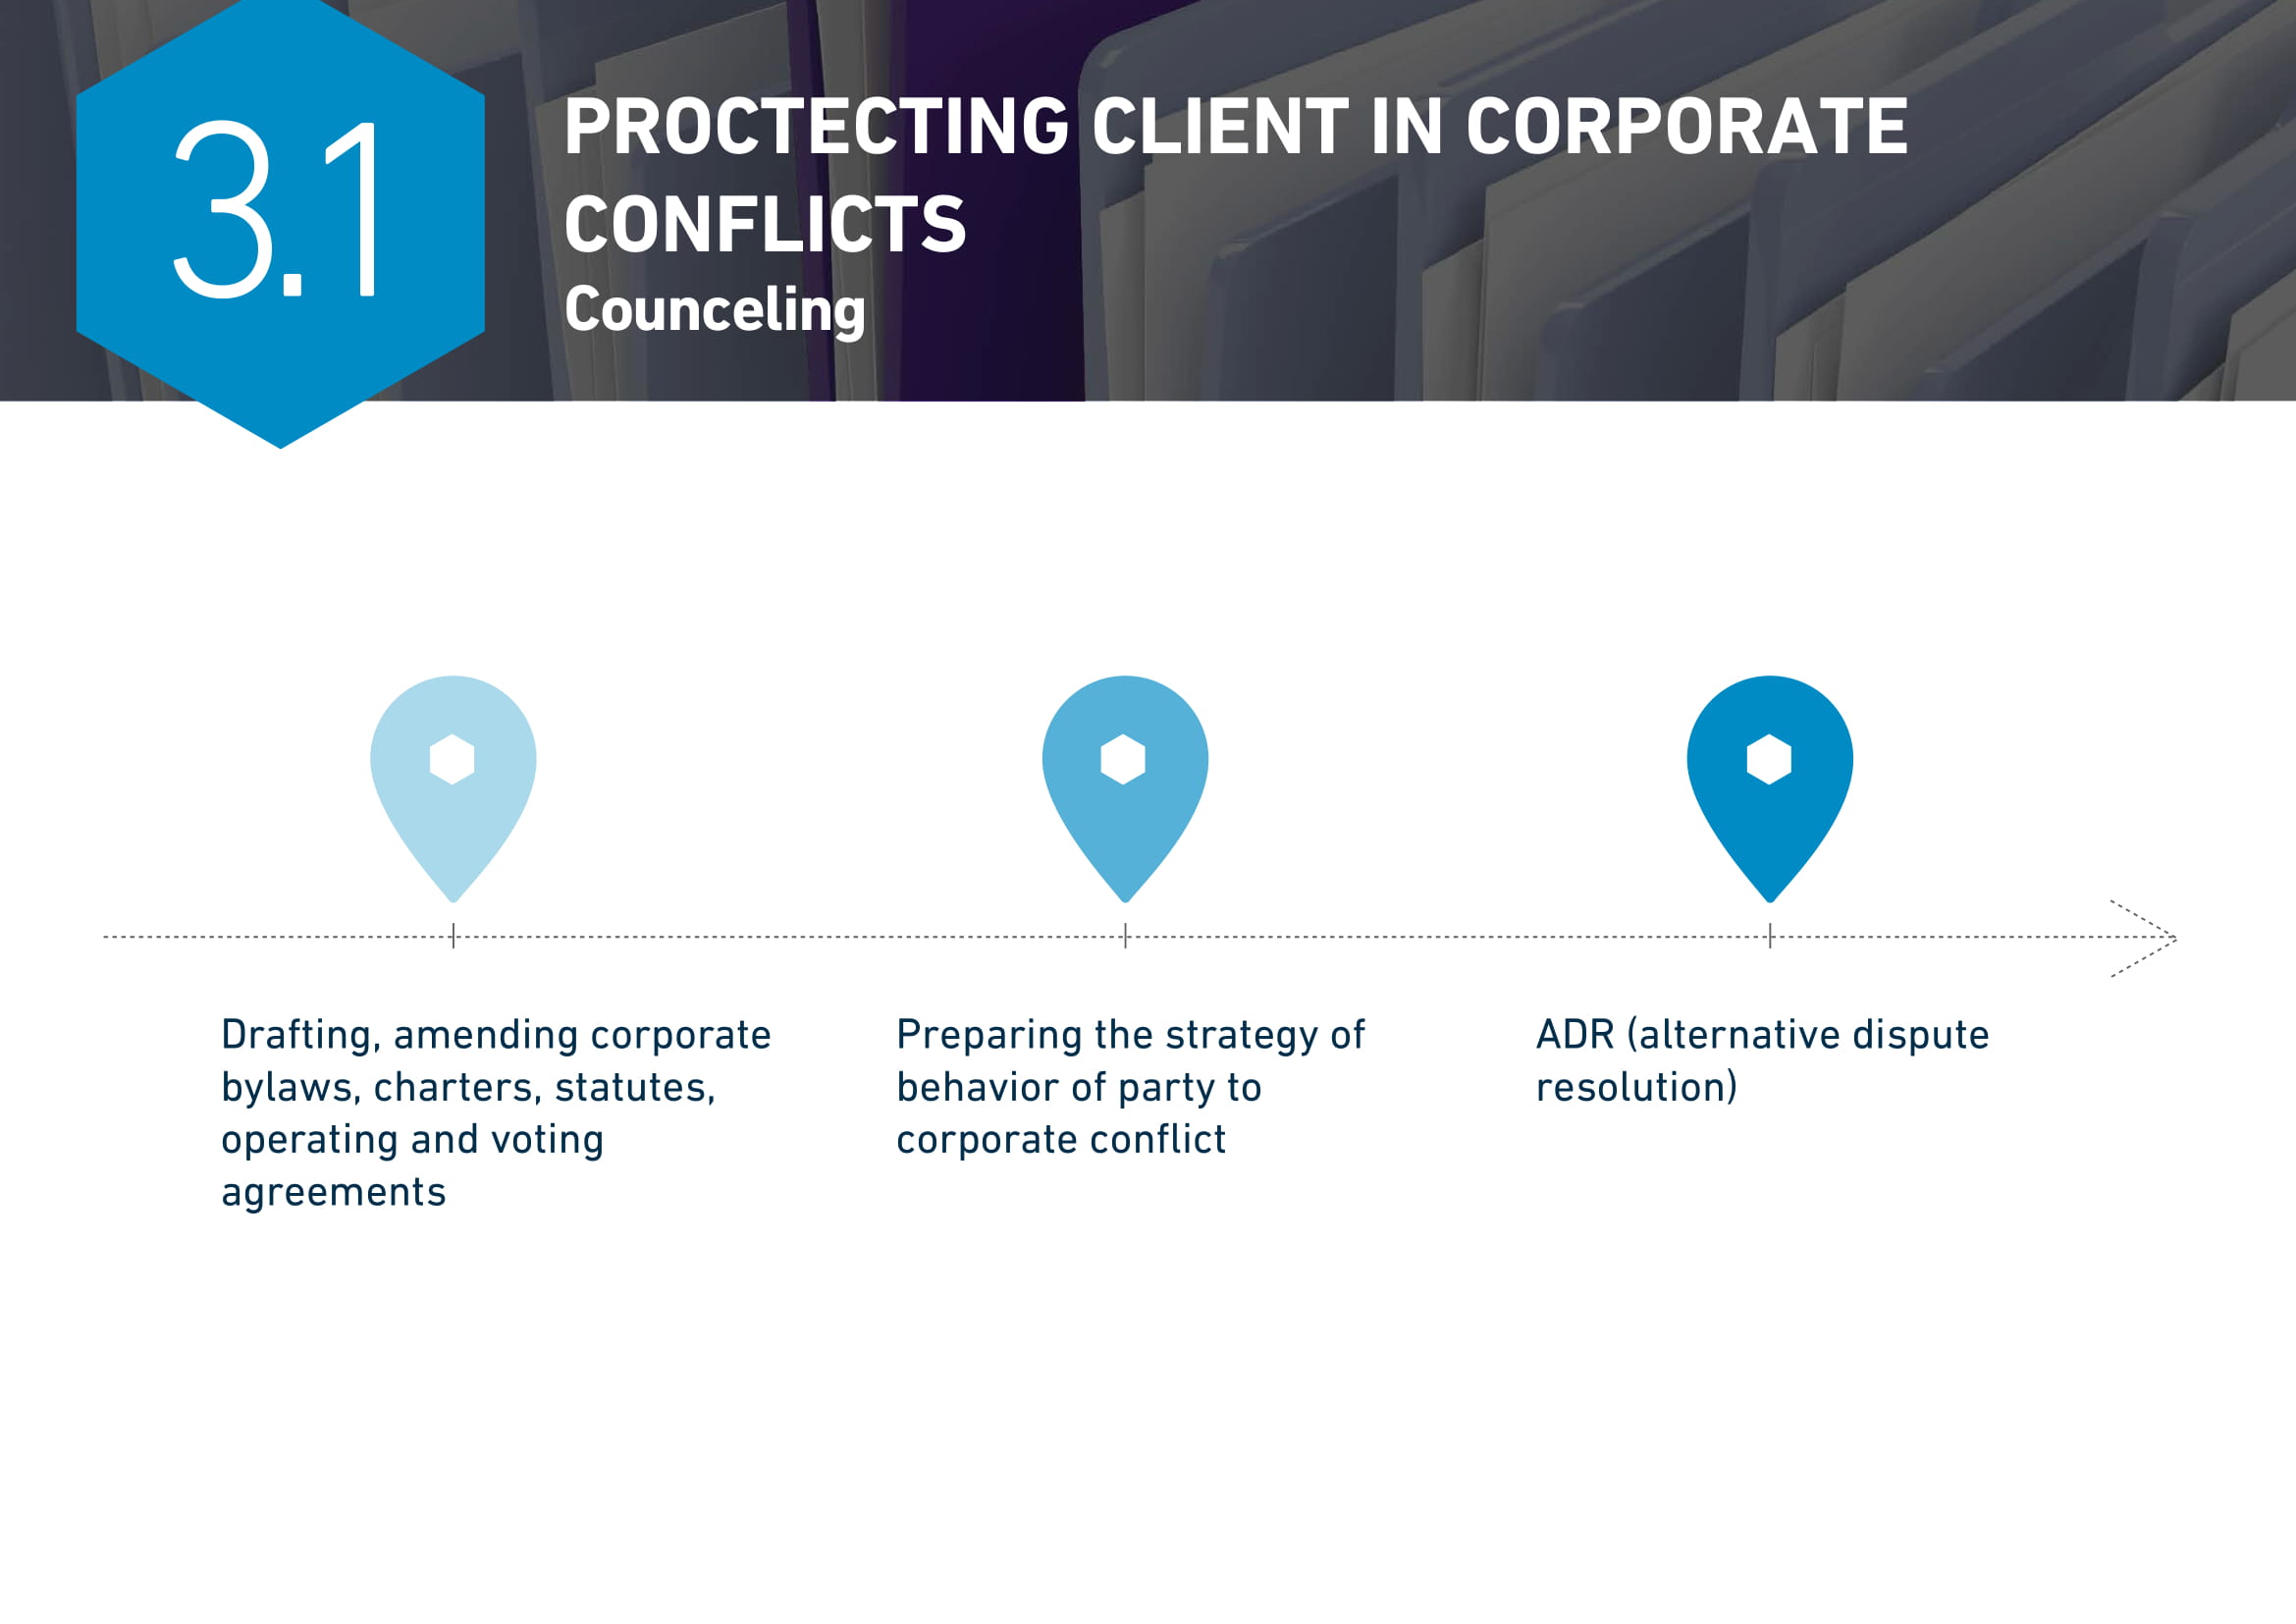 3.1
PROCTECTING CLIENT IN CORPORATE
CONFLICTS
Counceling
Drafting, amending corporate
bylaws, charters, statutes,
operating and voting
agreements
Preparing the strategy of
behavior of party to
corporate conflict
ADR (alternative dispute
resolution)